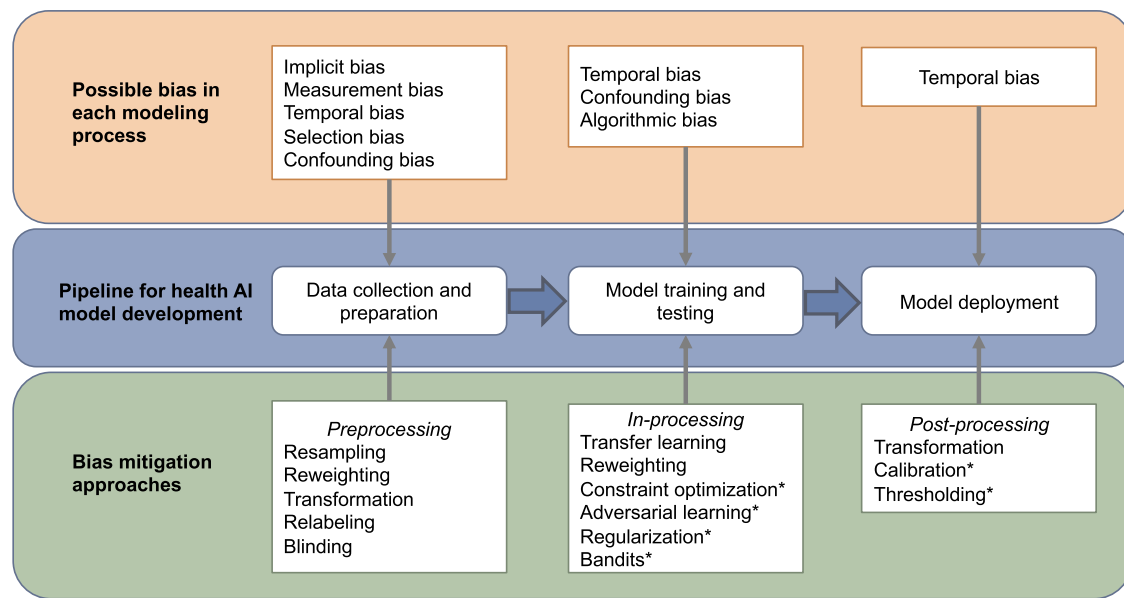 Possible bias in
each modeling
process
Implicit bias
Measurement bias
Temporal bias
Selection bias
Confounding bias
Temporal bias
Confounding bias
Algorithmic bias
Temporal bias
Pipeline for health AI
model development
Data collection and
preparation
Model training and
testing
Model deployment
Bias mitigation
approaches
Preprocessing
Resampling
Reweighting
Transformation
Relabeling
Blinding
In-processing
Transfer learning
Reweighting
Constraint optimization*
Adversarial learning*
Regularization*
Bandits*
Post-processing
Transformation
Calibration*
Thresholding*